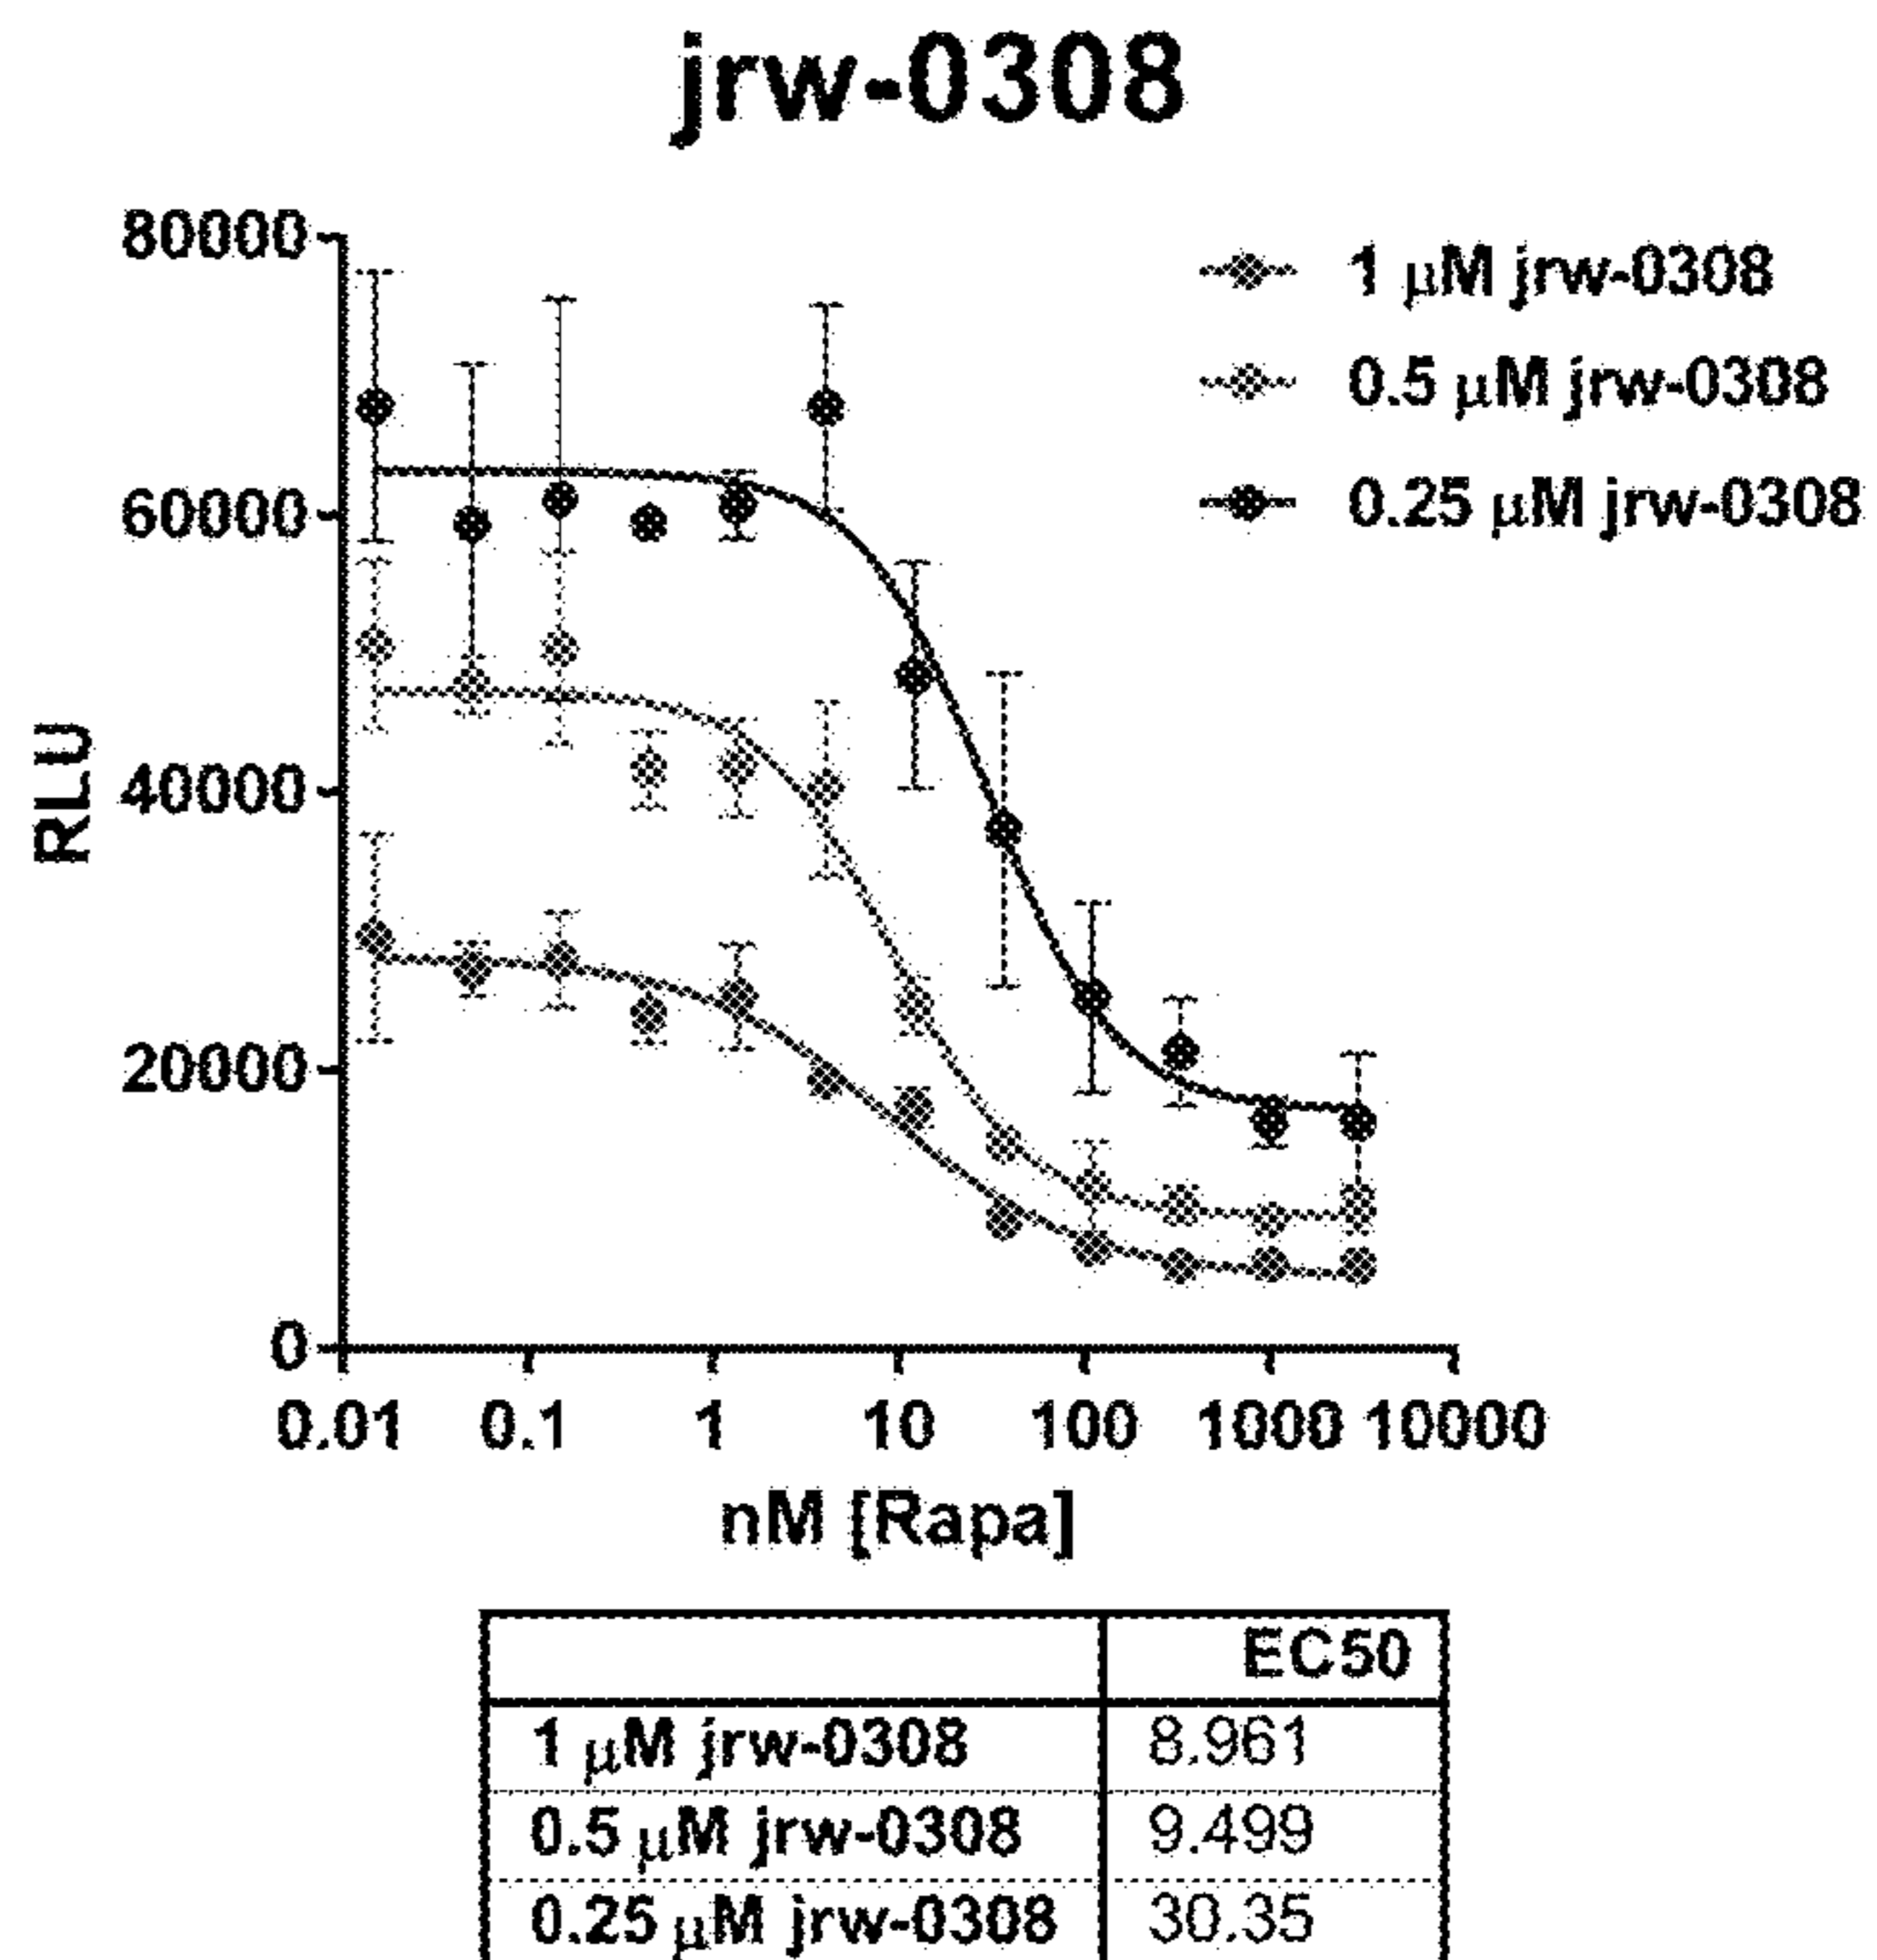 jrw-0308
80000
60000
40000
20000
0
RLU
1 μM jrw-0308
0.5 μM jrw-0308
0.25 μM jrw-0308
0.01 0.1 1 10 100 1000 10000
nM [Rapa]
EC50
1 μM jrw-0308 8.961
0.5 μM jrw-0308 9.499
0.25 μM jrw-0308 30.35